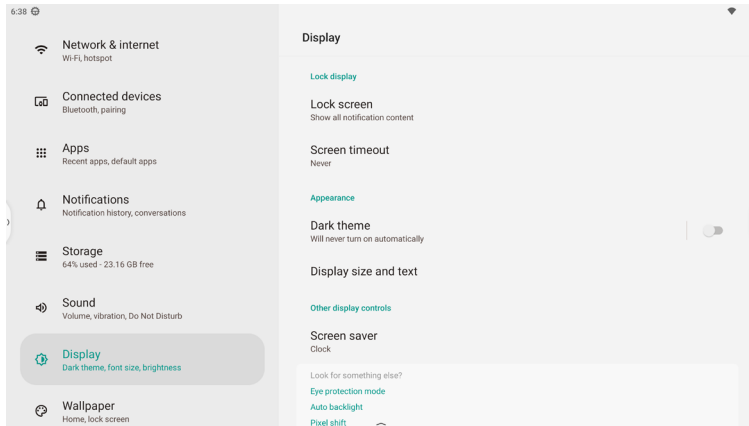 6:38
Network & internet
Wi-Fi, hotspot
Connected devices
Bluetooth, pairing
Apps
Recent apps, default apps
Notifications
Notification history, conversations
Storage
64% used - 23.16 GB free
Sound
Volume, vibration, Do Not Disturb
Display
Dark theme, font size, brightness
Wallpaper
Home, lock screen
Display
Lock display
Lock screen
Show all notification content
Screen timeout
Never
Appearance
Dark theme
Will never turn on automatically
Display size and text
Other display controls
Screen saver
Clock
Look for something else?
Eye protection mode
Auto backlight
Pixel shift